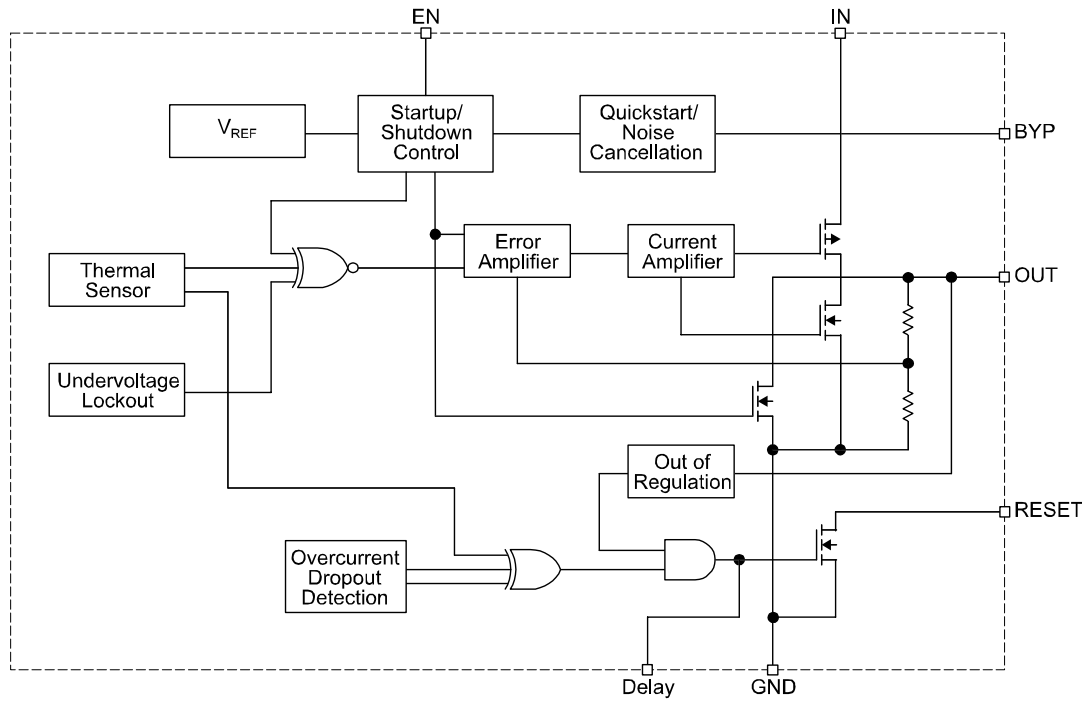 EN
IN
V_REF
Startup/
Shutdown
Control
Quickstart/
Noise
Cancellation
BYP
Error
Amplifier
Current
Amplifier
Thermal
Sensor
OUT
Undervoltage
Lockout
Out of
Regulation
RESET
Overcurrent
Dropout
Detection
Delay
GND